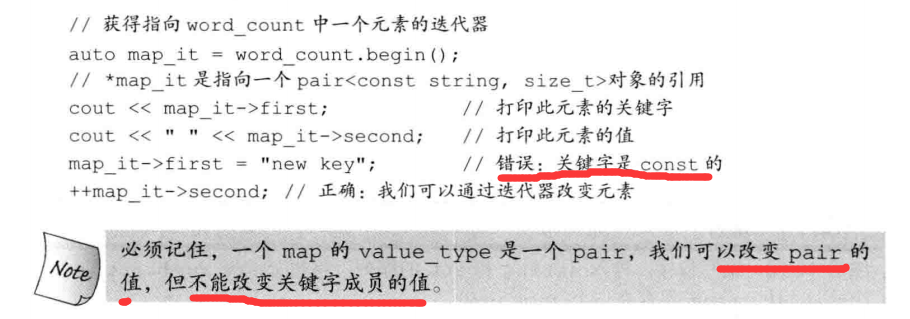 // 获得指向 word_count 中一个元素的迭代器
auto map_it = word_count.begin();
// *map_it 是指向一个 pair<const string, size_t>对象的引用
cout << map_it->first; // 打印此元素的关键字
cout << " " << map_it->second; // 打印此元素的值
map_it->first = "new key"; // 错误：关键字是 const 的
++map_it->second; // 正确：我们可以通过迭代器改变元素
Note
必须记住，一个 map 的 value_type 是一个 pair，我们可以改变 pair 的
值，但不能改变关键字成员的值。